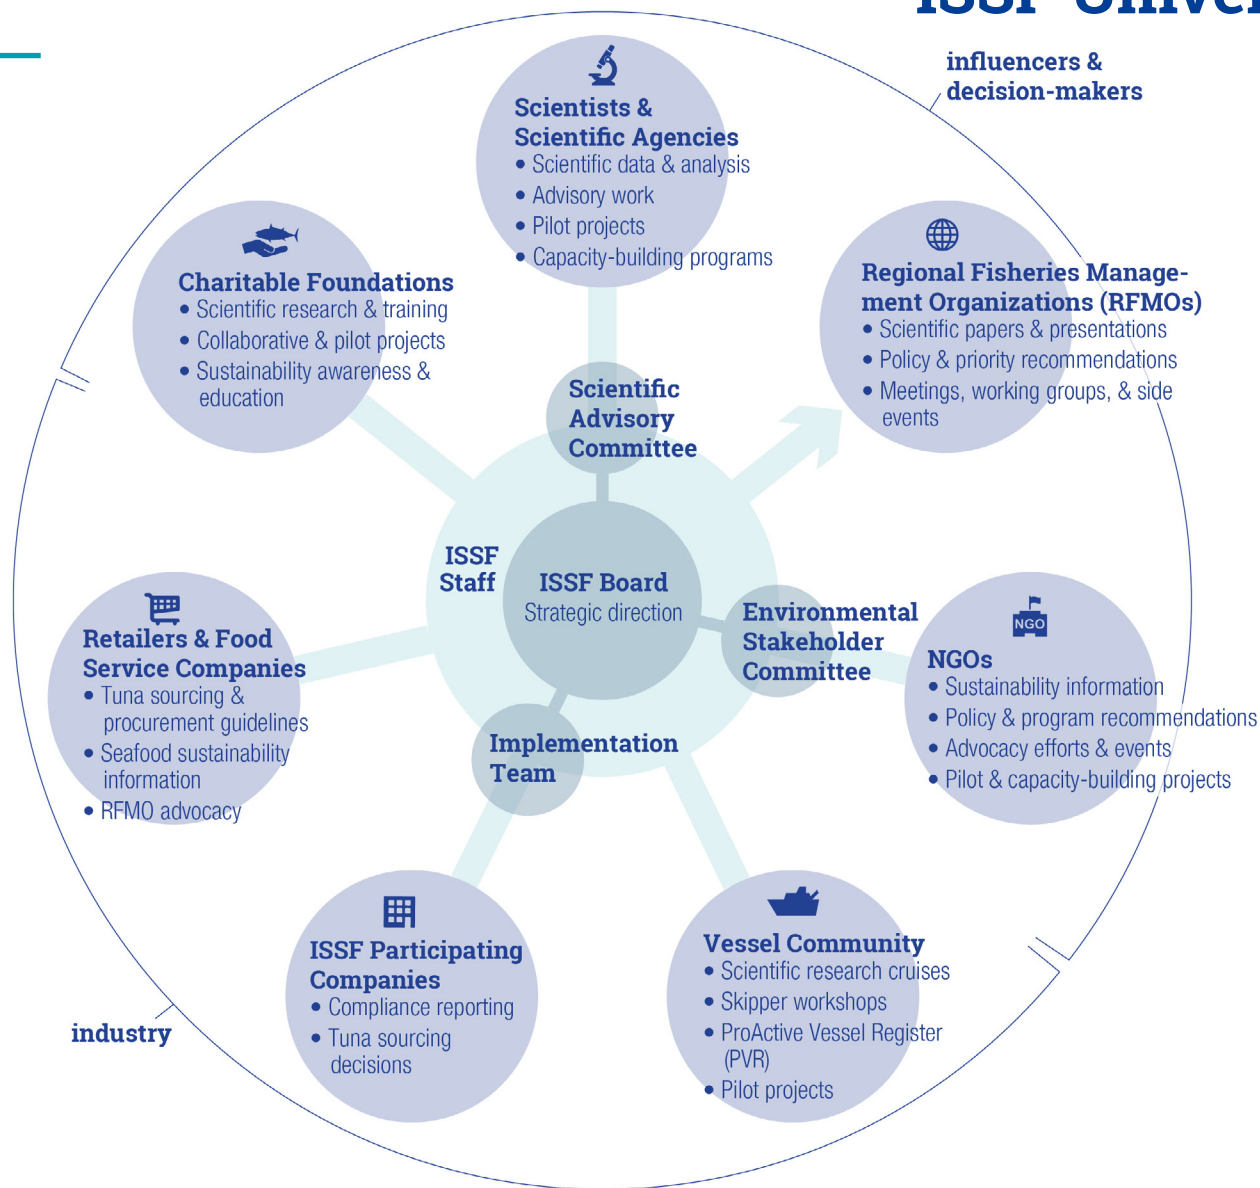 influencers &
decision-makers
Scientists &
Scientific Agencies
• Scientific data & analysis
• Advisory work
• Pilot projects
• Capacity-building programs
Charitable Foundations
• Scientific research & training
• Collaborative & pilot projects
• Sustainability awareness &
education
Regional Fisheries Manage-
ment Organizations (RFMOs)
• Scientific papers & presentations
• Policy & priority recommendations
• Meetings, working groups, & side
events
Scientific
Advisory
Committee
ISSF
Staff
ISSF Board
Strategic direction
Environmental
Stakeholder
Committee
NGO
NGOs
• Sustainability information
• Policy & program recommendations
• Advocacy efforts & events
• Pilot & capacity-building projects
Retailers & Food
Service Companies
• Tuna sourcing &
procurement guidelines
• Seafood sustainability
information
• RFMO advocacy
Implementation
Team
ISSF Participating
Companies
• Compliance reporting
• Tuna sourcing
decisions
Vessel Community
• Scientific research cruises
• Skipper workshops
• ProActive Vessel Register
(PVR)
• Pilot projects
industry